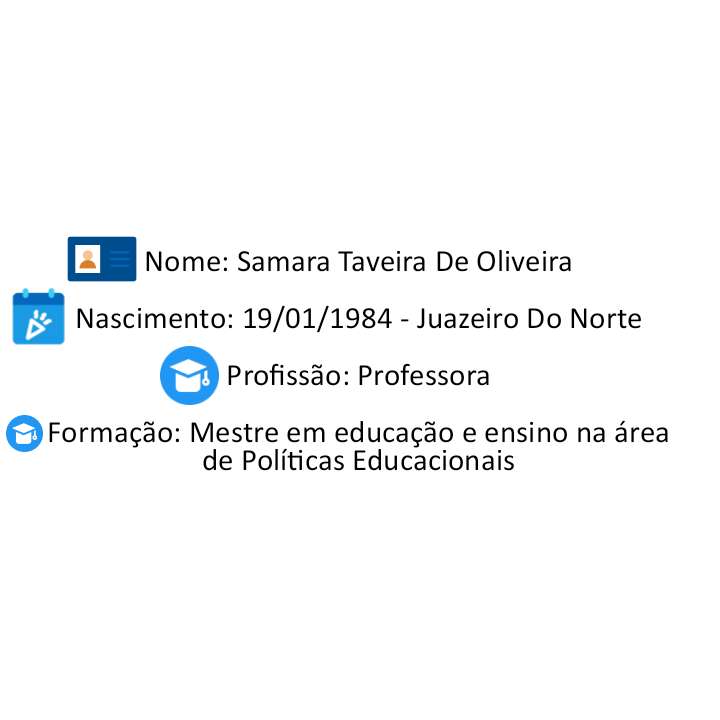 Nome: Samara Taveira De Oliveira
Nascimento: 19/01/1984 - Juazeiro Do Norte
Profissão: Professora
Formação: Mestre em educação e ensino na área
de Políticas Educacionais